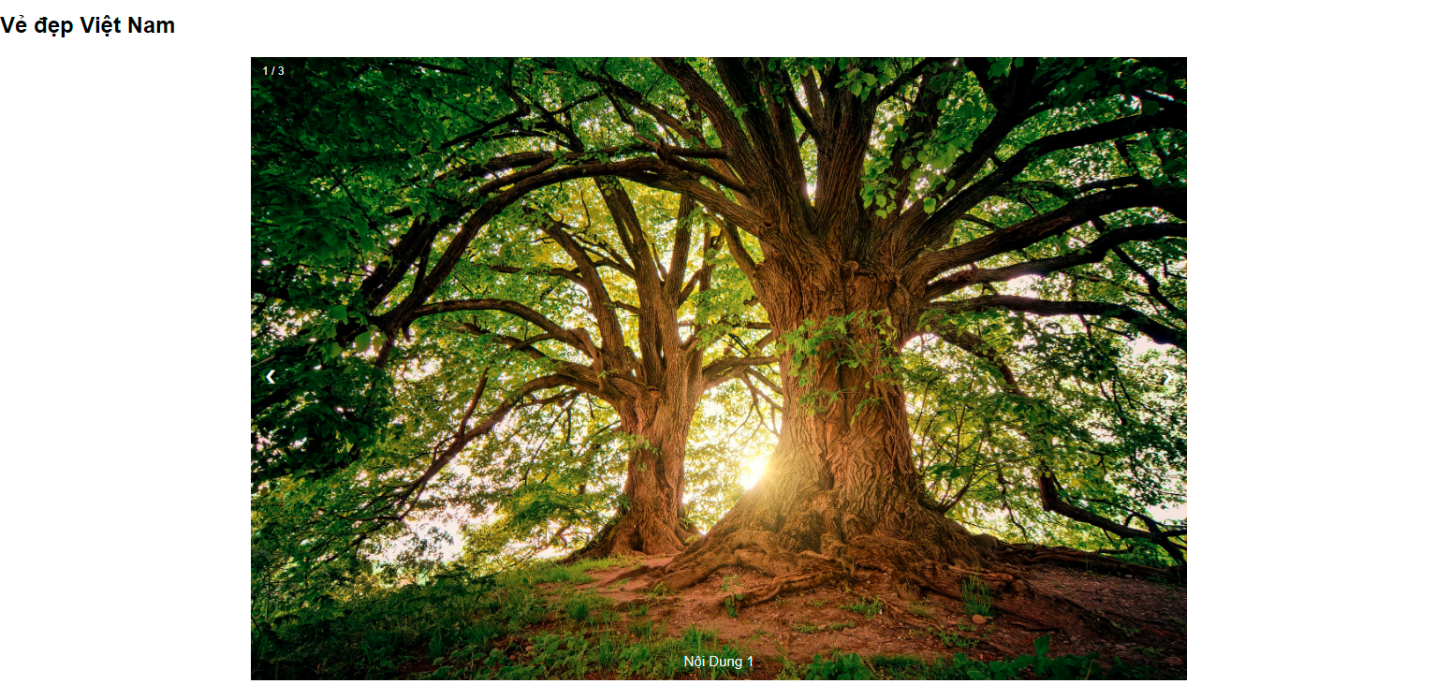 Vẻ đẹp Việt Nam
1 / 3
❮ ❯
Nội Dung 1